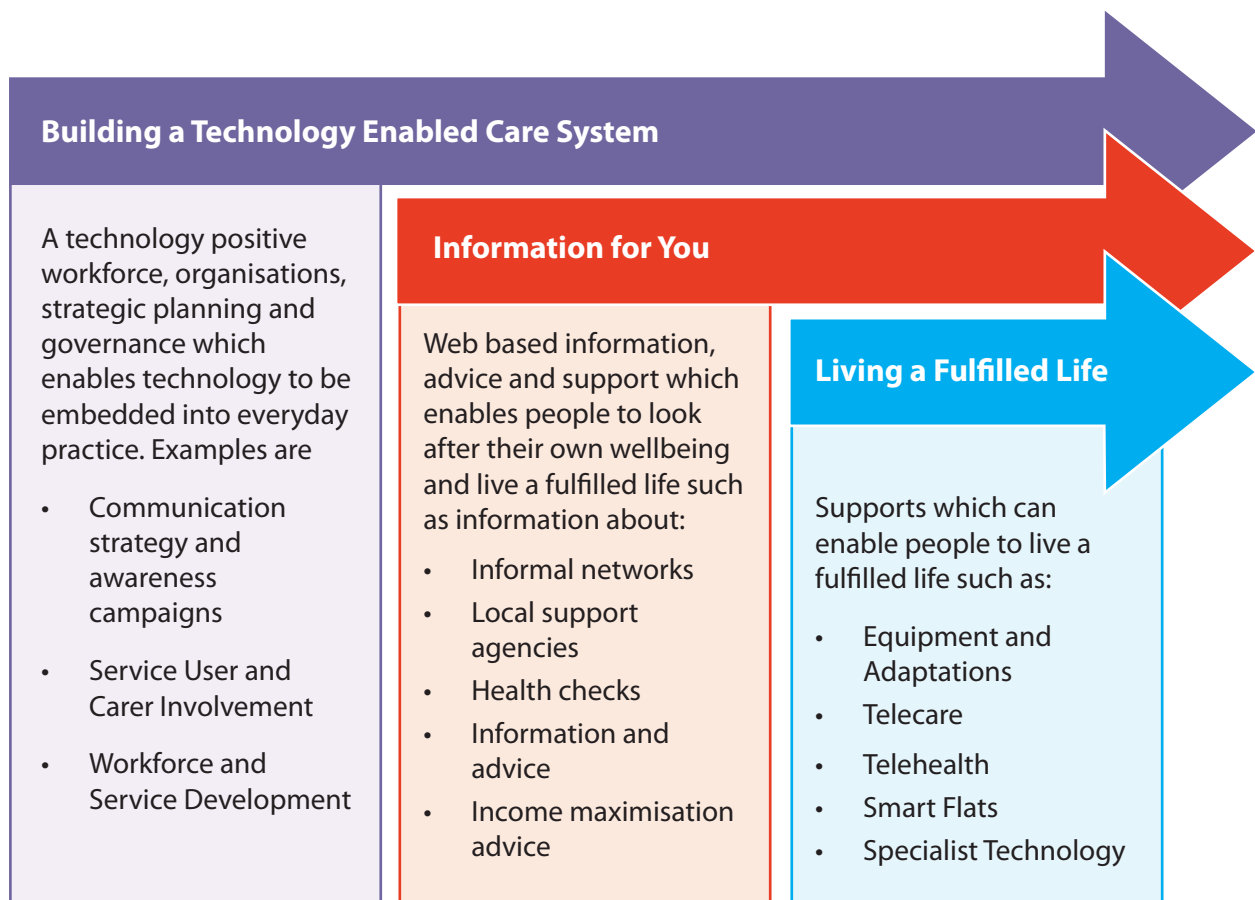 Building a Technology Enabled Care System
A technology positive
workforce, organisations,
strategic planning and
governance which
enables technology to be
embedded into everyday
practice. Examples are
• Communication
strategy and
awareness
campaigns
• Service User and
Carer Involvement
• Workforce and
Service Development
Information for You
Web based information,
advice and support which
enables people to look
after their own wellbeing
and live a fulfilled life such
as information about:
• Informal networks
• Local support
agencies
• Health checks
• Information and
advice
• Income maximisation
advice
Living a Fulfilled Life
Supports which can
enable people to live a
fulfilled life such as:
• Equipment and
Adaptations
• Telecare
• Telehealth
• Smart Flats
• Specialist Technology